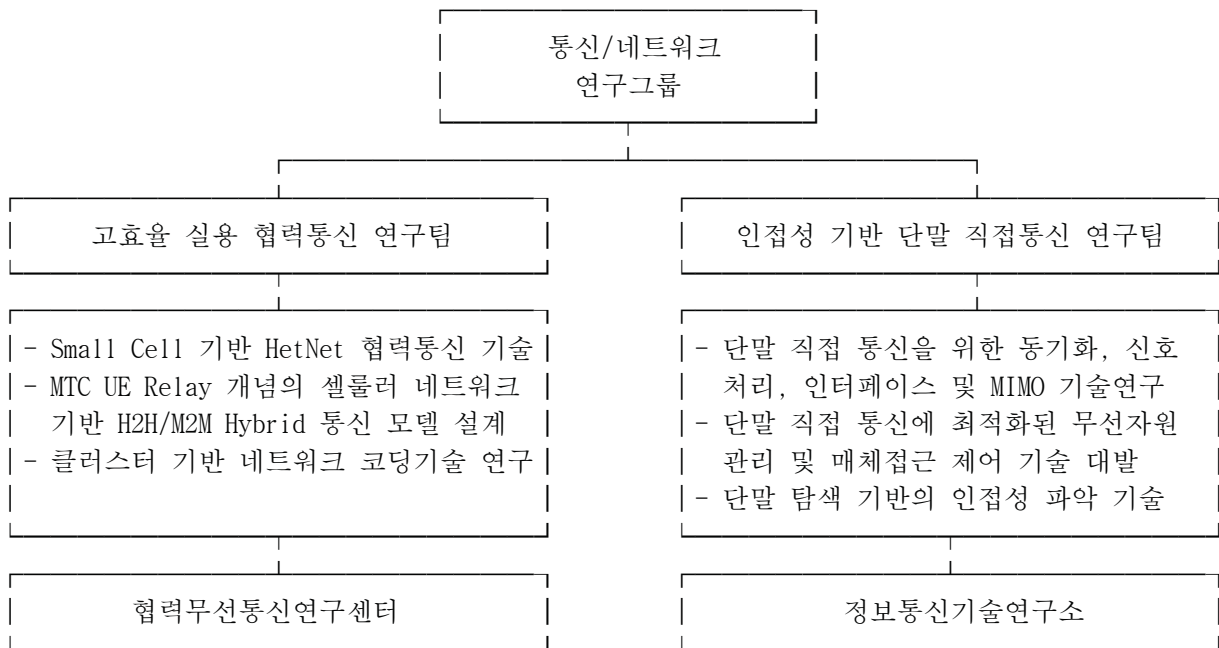 통신/네트워크
연구그룹
고효율 실용 협력통신 연구팀
인접성 기반 단말 직접통신 연구팀
- Small Cell 기반 HetNet 협력통신 기술
- MTC UE Relay 개념의 셀룰러 네트워크
기반 H2H/M2M Hybrid 통신 모델 설계
- 클러스터 기반 네트워크 코딩기술 연구
- 단말 직접 통신을 위한 동기화, 신호
처리, 인터페이스 및 MIMO 기술연구
- 단말 직접 통신에 최적화된 무선자원
관리 및 매체접근 제어 기술 대발
- 단말 탐색 기반의 인접성 파악 기술
협력무선통신연구센터
정보통신기술연구소